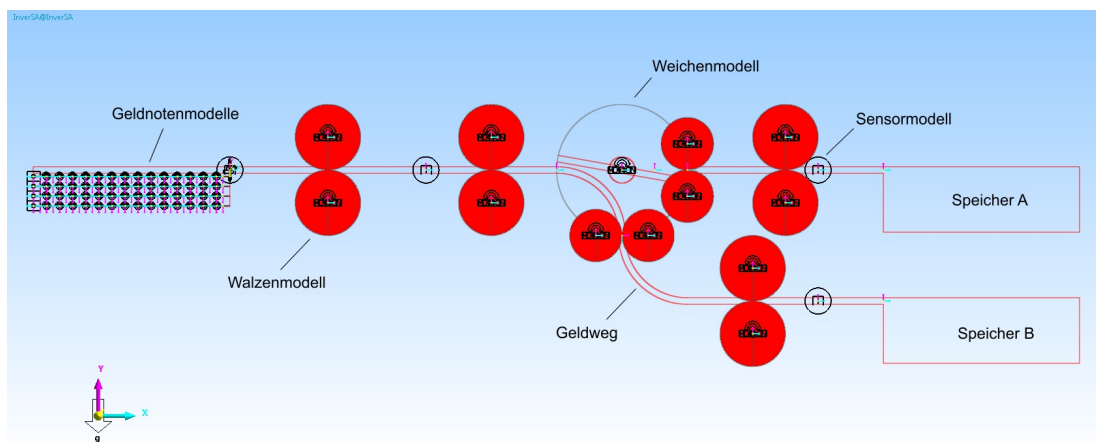 InverSA@InverSA
Weichenmodell
Geldnotenmodelle
Sensormodell
Speicher A
Walzenmodell
Geldweg
Speicher B
Y
X
g